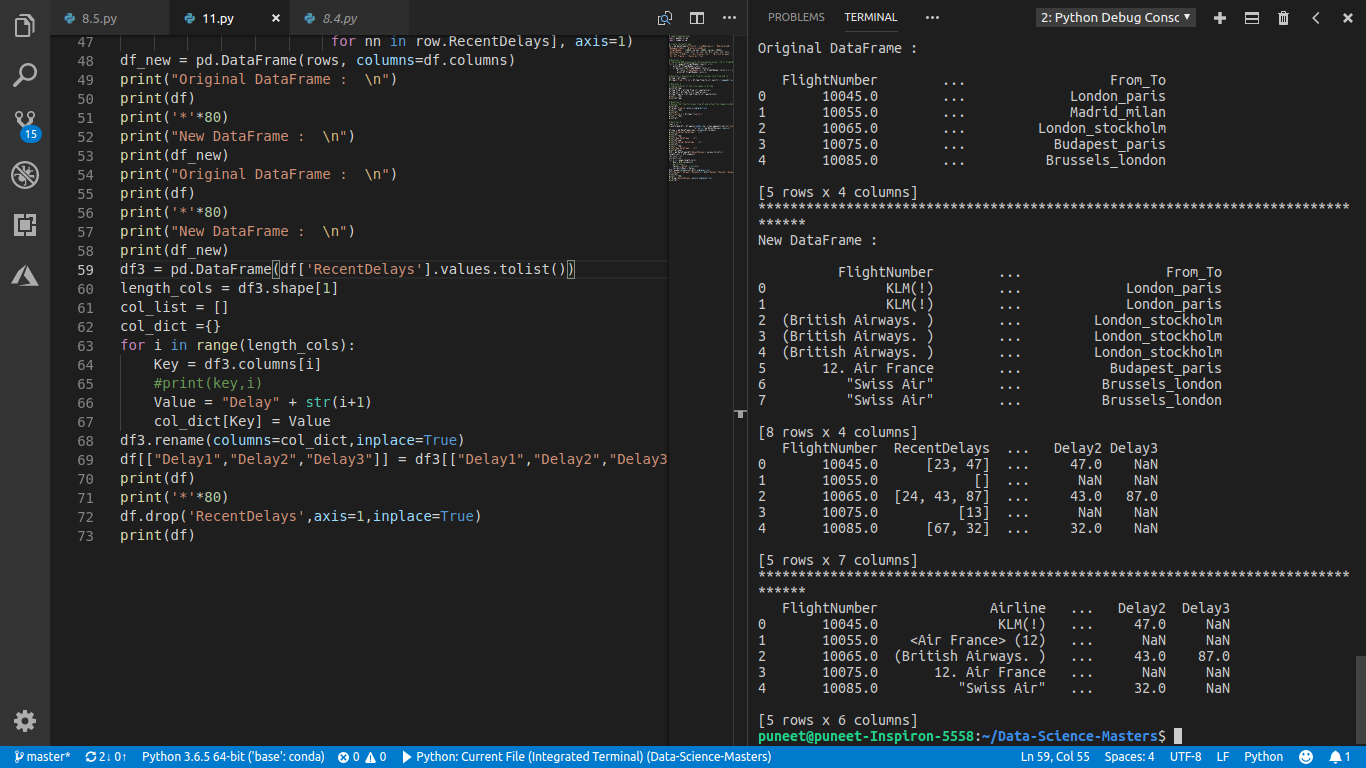 8.5.py
11.py
8.4.py
47 for nn in row.RecentDelays], axis=1)
48 df_new = pd.DataFrame(rows, columns=df.columns)
49 print("Original DataFrame :  \n")
50 print(df)
51 print('*'*80)
52 print("New DataFrame :  \n")
53 print(df_new)
54 print("Original DataFrame :  \n")
55 print(df)
56 print('*'*80)
57 print("New DataFrame :  \n")
58 print(df_new)
59 df3 = pd.DataFrame(df['RecentDelays'].values.tolist())
60 length_cols = df3.shape[1]
61 col_list = []
62 col_dict ={}
63 for i in range(length_cols):
64     Key = df3.columns[i]
65     #print(key,i)
66     Value = "Delay" + str(i+1)
67     col_dict[Key] = Value
68 df3.rename(columns=col_dict,inplace=True)
69 df[["Delay1","Delay2","Delay3"]] = df3[["Delay1","Delay2","Delay3
70 print(df)
71 print('*'*80)
72 df.drop('RecentDelays',axis=1,inplace=True)
73 print(df)
15
PROBLEMS TERMINAL ... 2: Python Debug Consc
Original DataFrame :
FlightNumber ... From_To
0 10045.0 ... London_paris
1 10055.0 ... Madrid_milan
2 10065.0 ... London_stockholm
3 10075.0 ... Budapest_paris
4 10085.0 ... Brussels_london
[5 rows x 4 columns]
**************************************************************************
******
New DataFrame :
FlightNumber ... From_To
0 KLM(!) ... London_paris
1 KLM(!) ... London_paris
2 (British Airways. ) ... London_stockholm
3 (British Airways. ) ... London_stockholm
4 (British Airways. ) ... London_stockholm
5 12. Air France ... Budapest_paris
6 "Swiss Air" ... Brussels_london
7 "Swiss Air" ... Brussels_london
[8 rows x 4 columns]
FlightNumber RecentDelays ... Delay2 Delay3
0 10045.0 [23, 47] ... 47.0 NaN
1 10055.0 [] ... NaN NaN
2 10065.0 [24, 43, 87] ... 43.0 87.0
3 10075.0 [13] ... NaN NaN
4 10085.0 [67, 32] ... 32.0 NaN
[5 rows x 7 columns]
**************************************************************************
******
FlightNumber Airline ... Delay2 Delay3
0 10045.0 KLM(!) ... 47.0 NaN
1 10055.0 <Air France> (12) ... NaN NaN
2 10065.0 (British Airways. ) ... 43.0 87.0
3 10075.0 12. Air France ... NaN NaN
4 10085.0 "Swiss Air" ... 32.0 NaN
[5 rows x 6 columns]
puneet@puneet-Inspiron-5558:~/Data-Science-Masters$
master* 2↓ 0↑ Python 3.6.5 64-bit ('base': conda) 0 0 Python: Current File (Integrated Terminal) (Data-Science-Masters) Ln 59, Col 55 Spaces: 4 UTF-8 LF Python 1